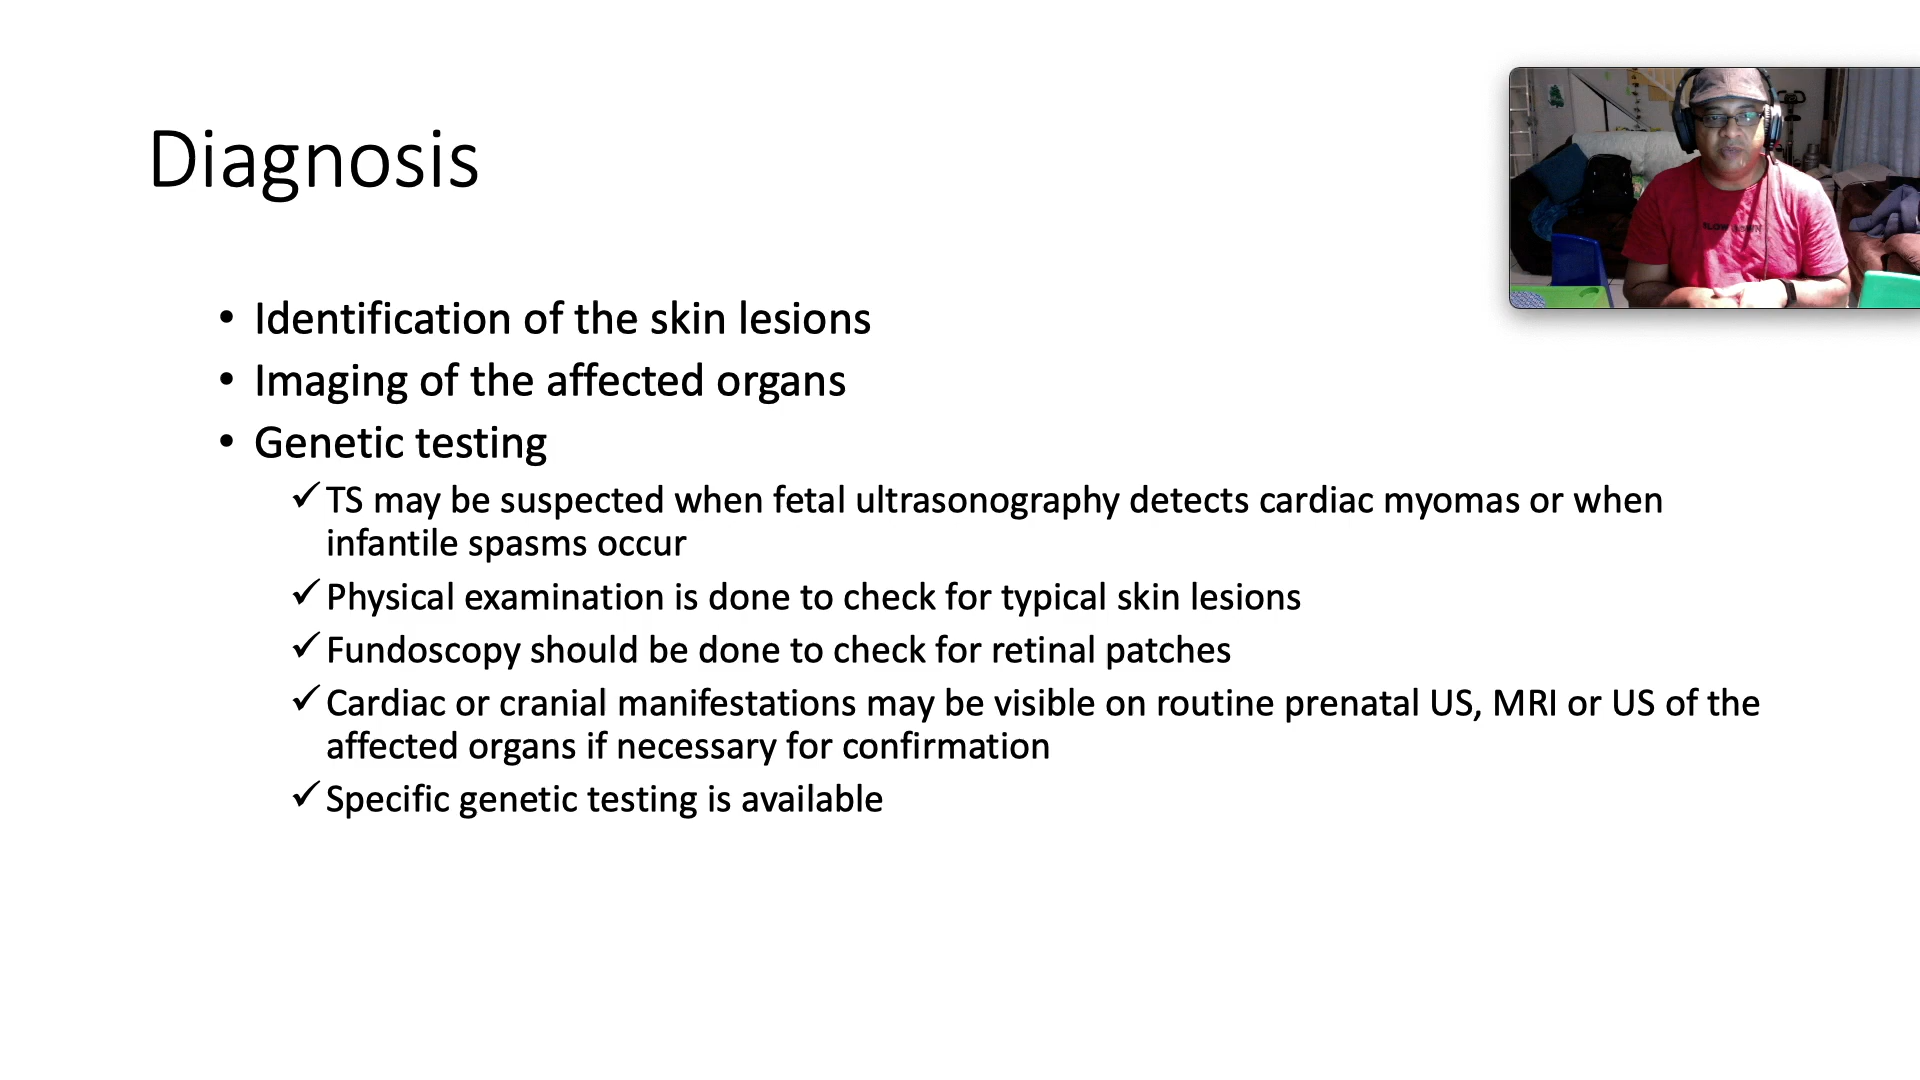 Diagnosis
• Identification of the skin lesions
• Imaging of the affected organs
• Genetic testing
✓TS may be suspected when fetal ultrasonography detects cardiac myomas or when
infantile spasms occur
✓Physical examination is done to check for typical skin lesions
✓Fundoscopy should be done to check for retinal patches
✓Cardiac or cranial manifestations may be visible on routine prenatal US, MRI or US of the
affected organs if necessary for confirmation
✓Specific genetic testing is available